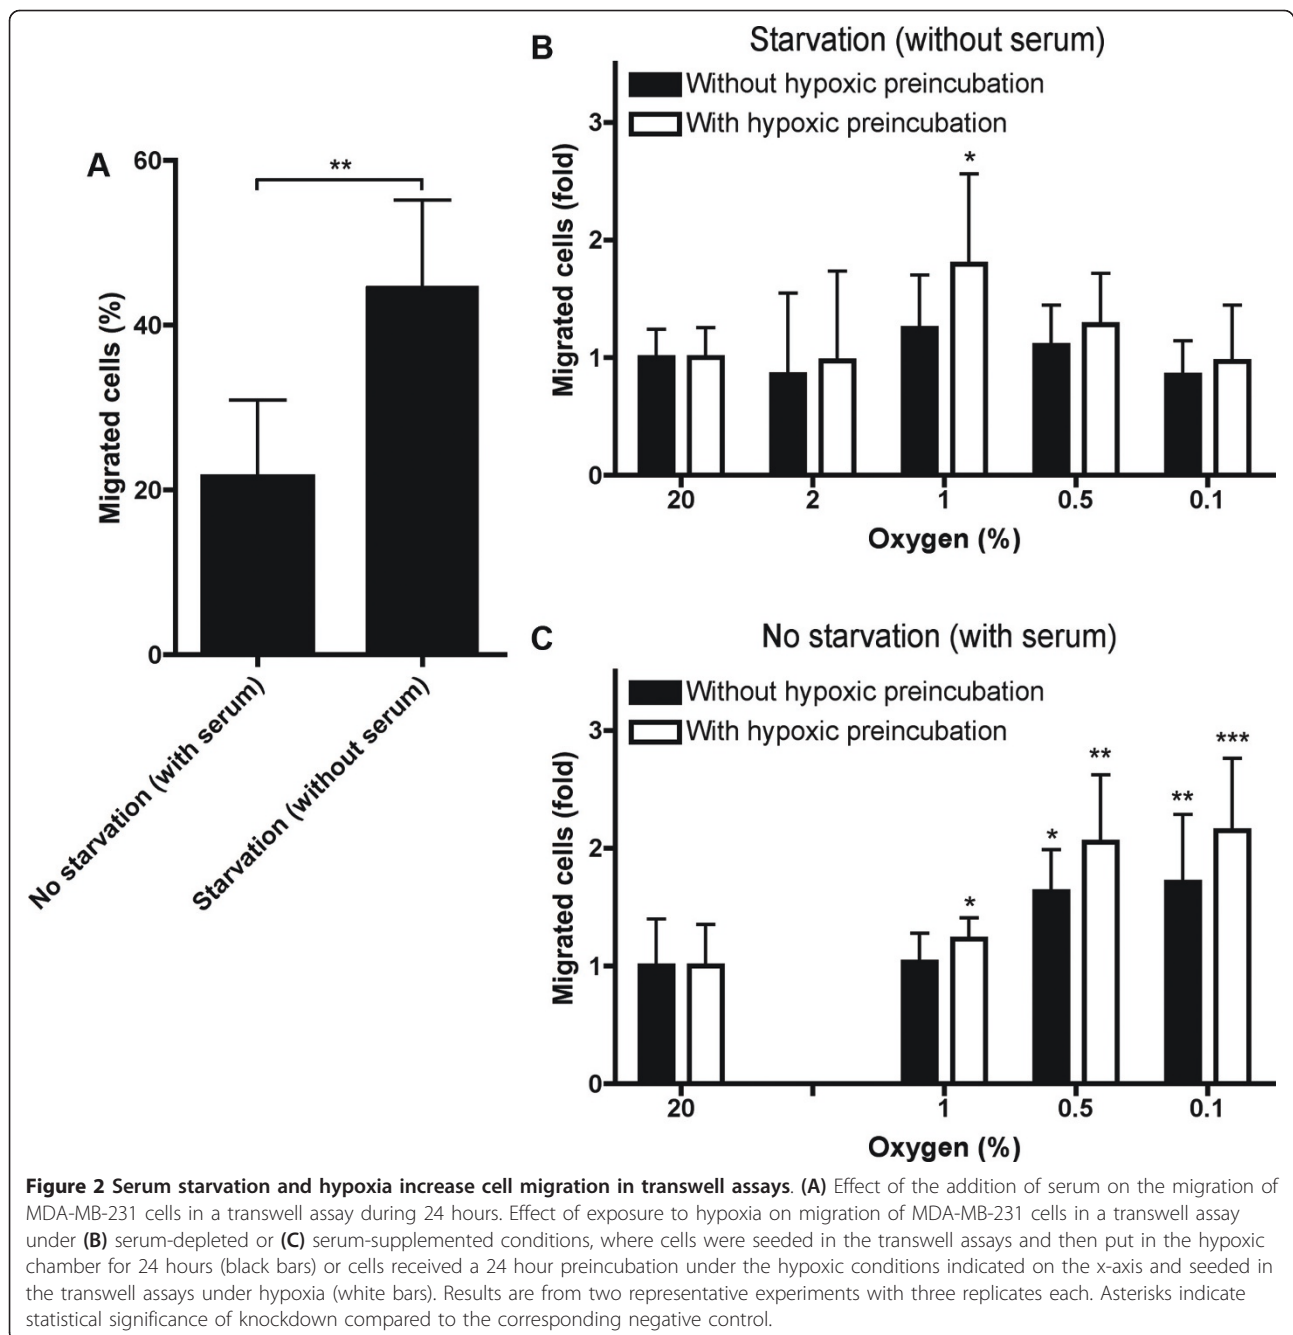 A
60
40
20
0
Migrated cells (%)
**
No starvation (with serum)
Starvation (without serum)
B
Starvation (without serum)
Without hypoxic preincubation
With hypoxic preincubation
3
2
1
0
Migrated cells (fold)
*
20 2 1 0.5 0.1
Oxygen (%)
C
No starvation (with serum)
Without hypoxic preincubation
With hypoxic preincubation
3
2
1
0
Migrated cells (fold)
* * ** ** ***
20 1 0.5 0.1
Oxygen (%)
Figure 2 Serum starvation and hypoxia increase cell migration in transwell assays. (A) Effect of the addition of serum on the migration of
MDA-MB-231 cells in a transwell assay during 24 hours. Effect of exposure to hypoxia on migration of MDA-MB-231 cells in a transwell assay
under (B) serum-depleted or (C) serum-supplemented conditions, where cells were seeded in the transwell assays and then put in the hypoxic
chamber for 24 hours (black bars) or cells received a 24 hour preincubation under the hypoxic conditions indicated on the x-axis and seeded in
the transwell assays under hypoxia (white bars). Results are from two representative experiments with three replicates each. Asterisks indicate
statistical significance of knockdown compared to the corresponding negative control.